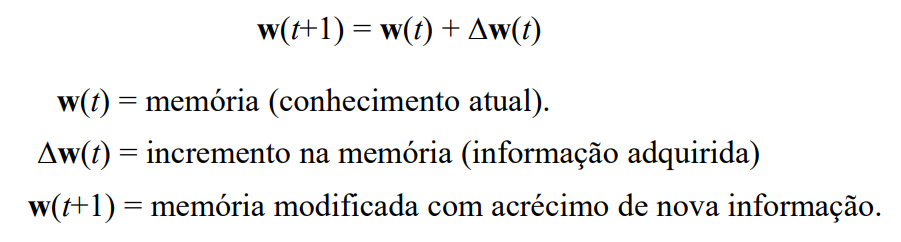 w(t+1) = w(t) + Δw(t)
w(t) = memória (conhecimento atual).
Δw(t) = incremento na memória (informação adquirida)
w(t+1) = memória modificada com acrécimo de nova informação.